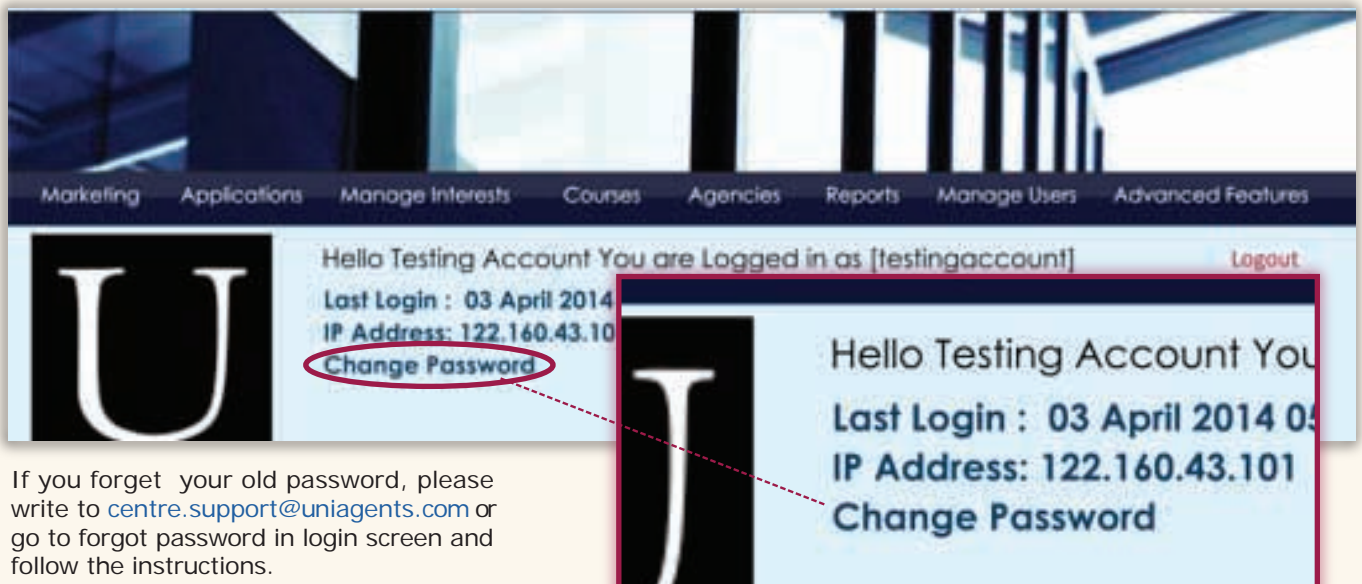 Marketing Applications Manage Interests Courses Agencies Reports Manage Users Advanced Features
U
Hello Testing Account You are Logged in as [testingaccount] Logout
Last Login : 03 April 2014
IP Address: 122.160.43.10
Change Password
Hello Testing Account You
Last Login : 03 April 2014 05
IP Address: 122.160.43.101
Change Password
If you forget your old password, please
write to centre.support@uniagents.com or
go to forgot password in login screen and
follow the instructions.